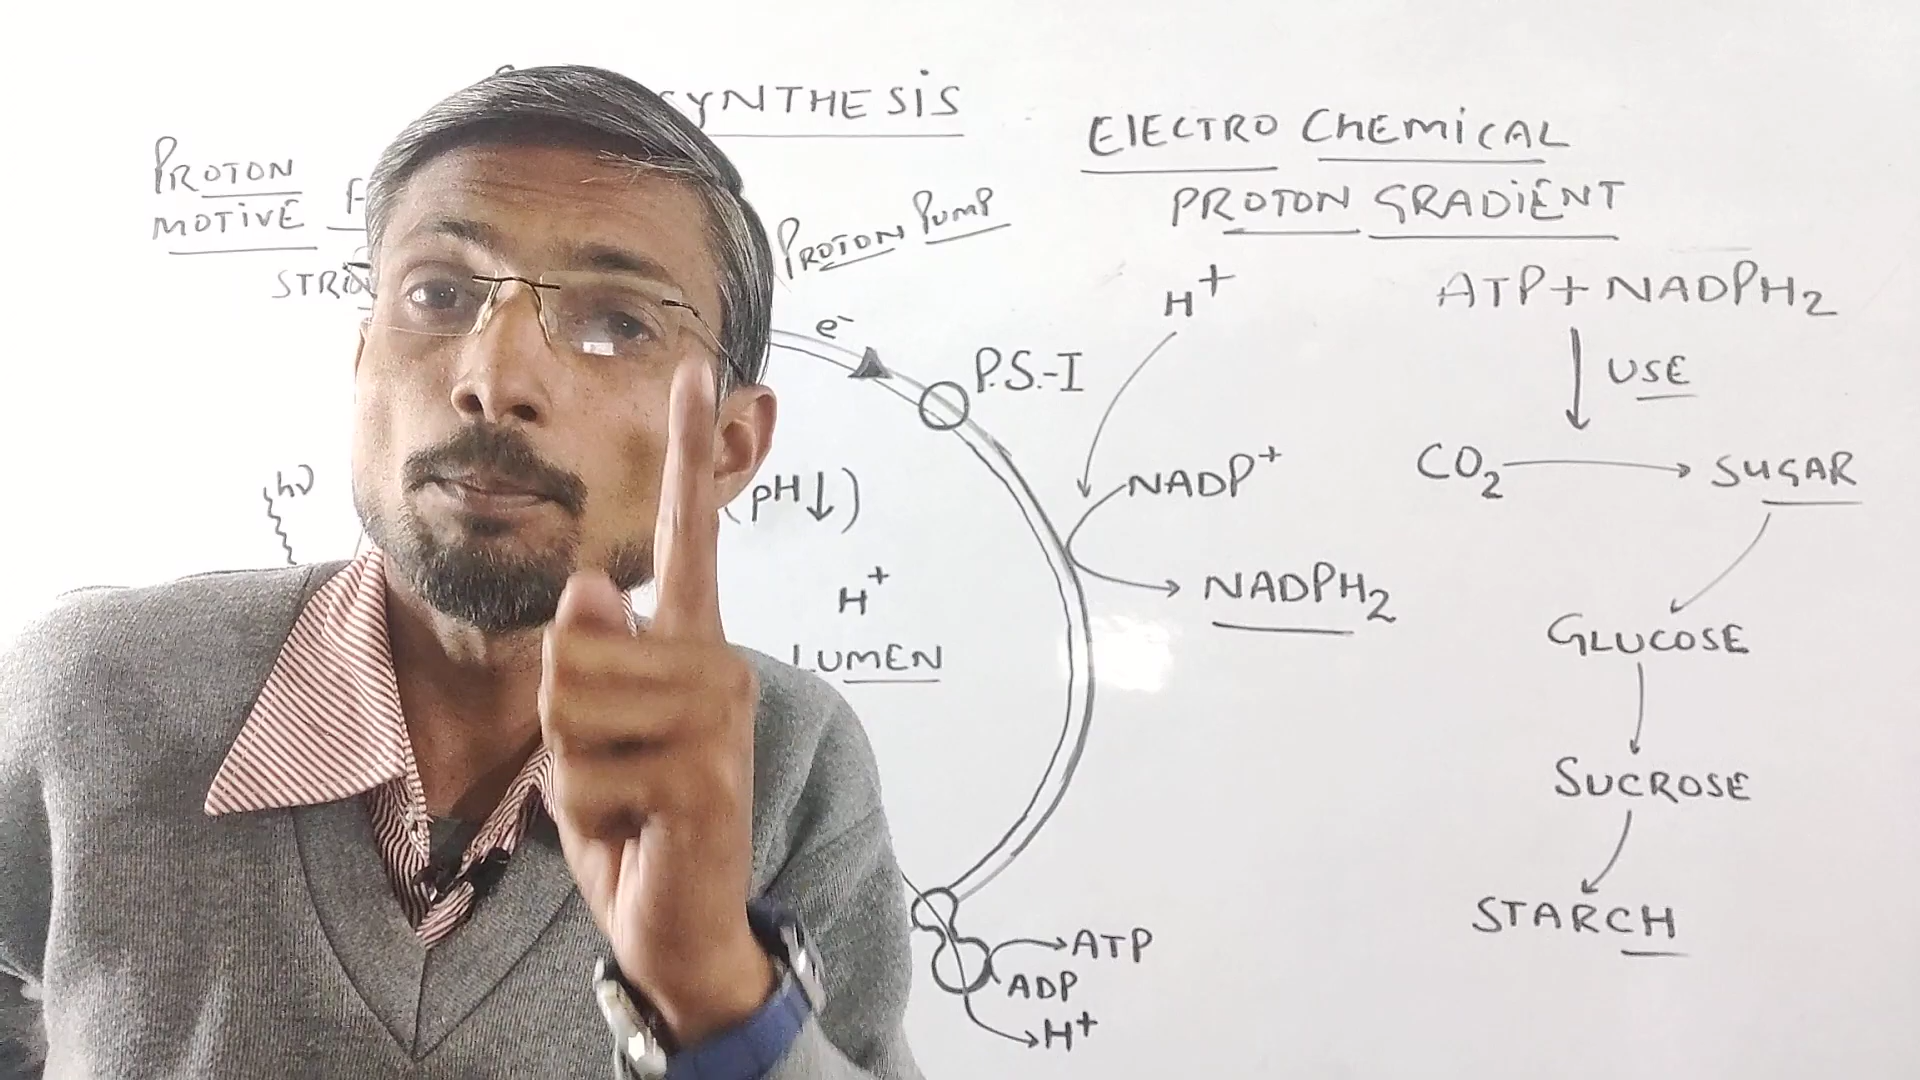 SYNTHESIS
PROTON
MOTIVE F
PROTON PUMP
ElECTRO CHEMiCAL
PROTON GRADiENT
H+
ATP+NADPH2
e-
P.S.-I
USE
CO2 SUGAR
NADP+
hν
(pH↓)
H+
NADPH2
LUMEN
GLUCOSE
SUCROSE
STARCH
ATP
ADP
H+